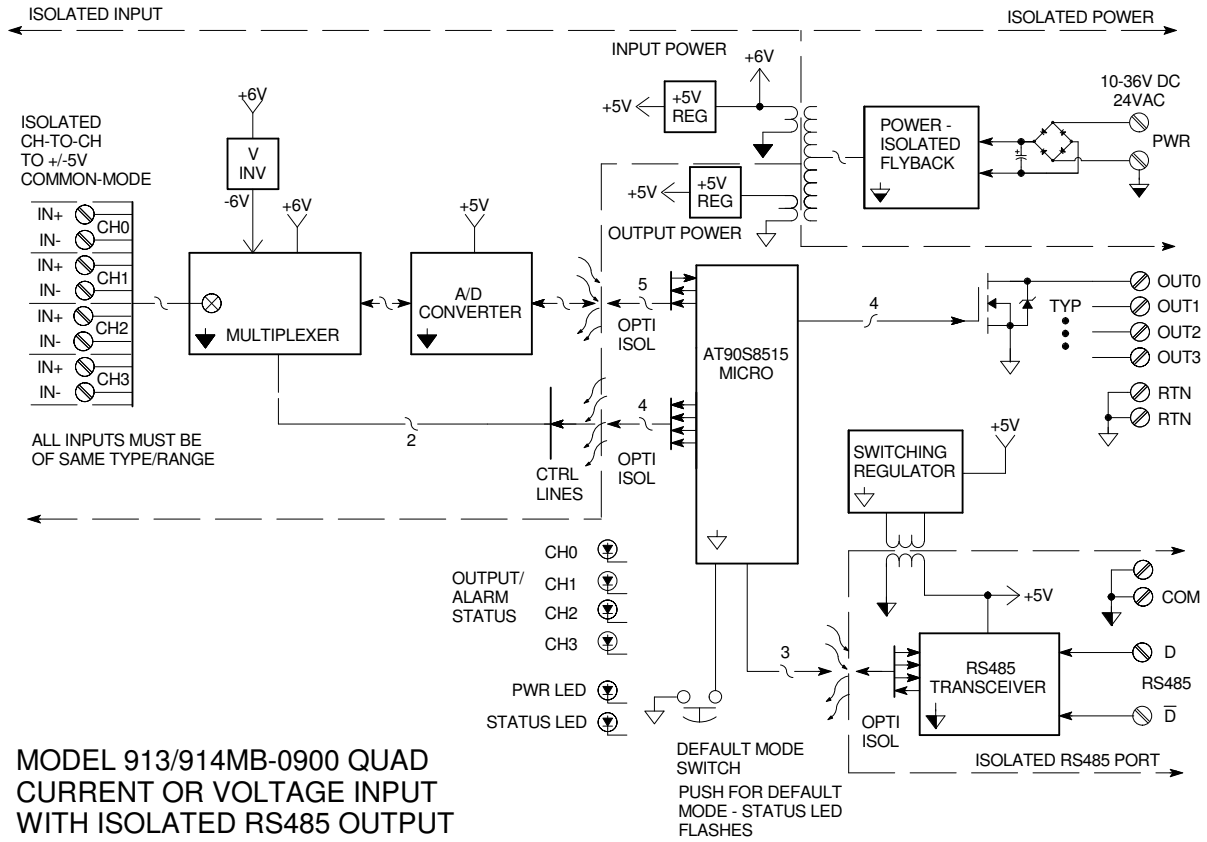 ISOLATED INPUT
ISOLATED POWER
INPUT POWER
+6V
+5V
+5V
REG
10-36V DC
24VAC
PWR
POWER -
ISOLATED
FLYBACK
+
+5V
+5V
REG
OUTPUT POWER
ISOLATED
CH-TO-CH
TO +/-5V
COMMON-MODE
+6V
V
INV
-6V
+6V
+5V
IN+
IN-
CH0
IN+
IN-
CH1
IN+
IN-
CH2
IN+
IN-
CH3
MULTIPLEXER
A/D
CONVERTER
5
OPTI
ISOL
4
OPTI
ISOL
2
CTRL
LINES
ALL INPUTS MUST BE
OF SAME TYPE/RANGE
AT90S8515
MICRO
4
TYP
OUT0
OUT1
OUT2
OUT3
RTN
RTN
SWITCHING
REGULATOR
+5V
+5V
COM
OUTPUT/
ALARM
STATUS
CH0
CH1
CH2
CH3
PWR LED
STATUS LED
3
OPTI
ISOL
RS485
TRANSCEIVER
D
RS485
D̅
ISOLATED RS485 PORT
DEFAULT MODE
SWITCH
PUSH FOR DEFAULT
MODE - STATUS LED
FLASHES
MODEL 913/914MB-0900 QUAD
CURRENT OR VOLTAGE INPUT
WITH ISOLATED RS485 OUTPUT